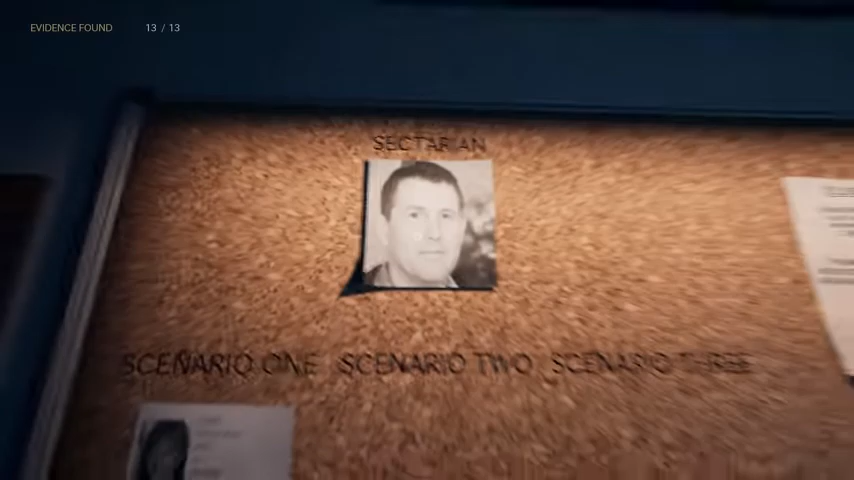 EVIDENCE FOUND 13 / 13
SECTARIAN
SCENARIO ONE SCENARIO TWO SCENARIO THREE